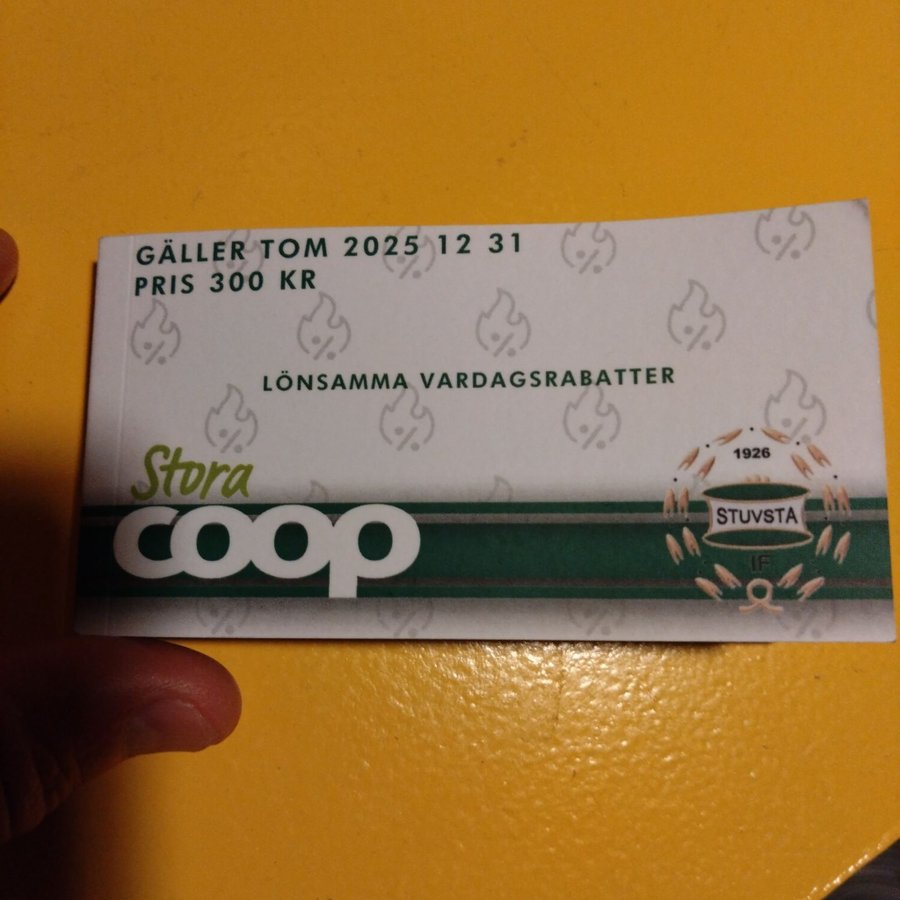 GÄLLER TOM 2025 12 31
PRIS 300 KR
LÖNSAMMA VARDAGSRABATTER
Stora
coop
1926
STUVSTA
IF